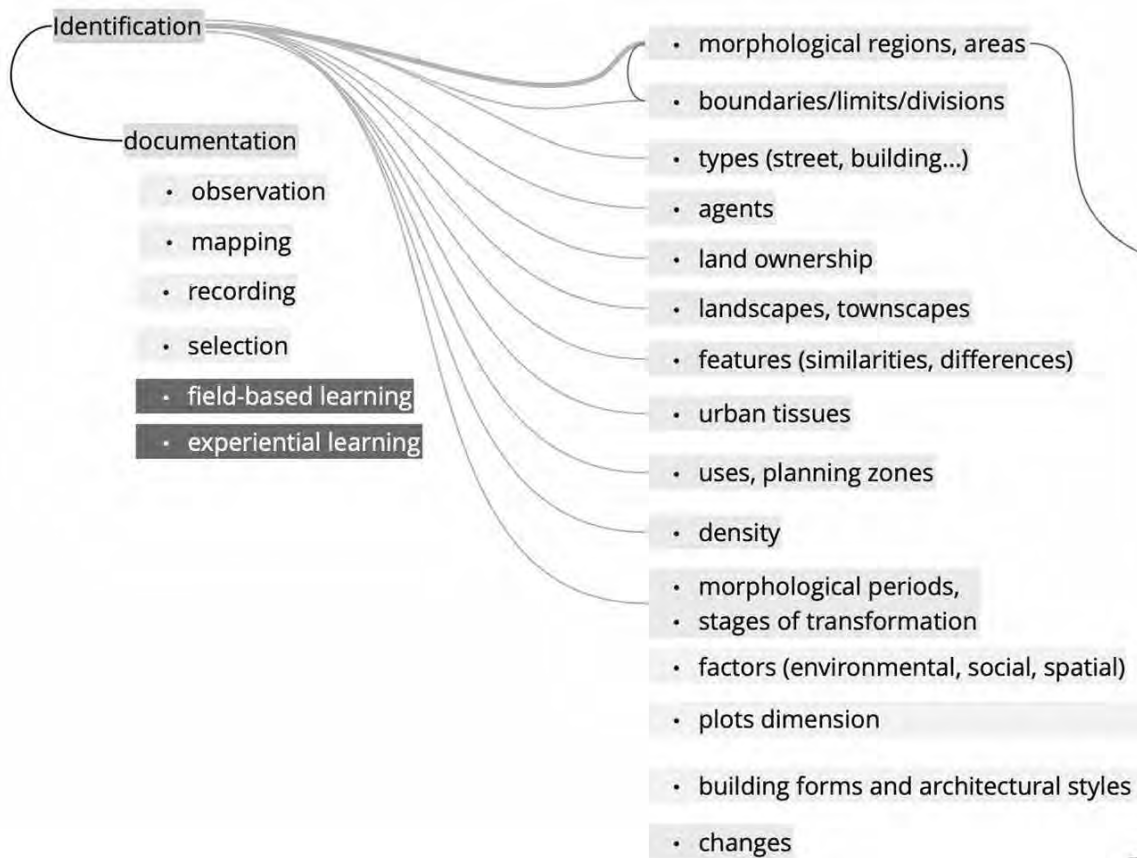 Identification
documentation
• observation
• mapping
• recording
• selection
• field-based learning
• experiential learning
• morphological regions, areas
• boundaries/limits/divisions
• types (street, building...)
• agents
• land ownership
• landscapes, townscapes
• features (similarities, differences)
• urban tissues
• uses, planning zones
• density
• morphological periods,
• stages of transformation
• factors (environmental, social, spatial)
• plots dimension
• building forms and architectural styles
• changes